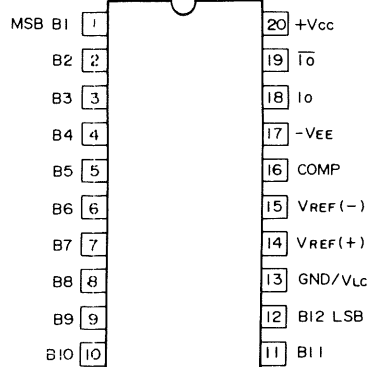 MSB B1 1 20 +Vcc
B2 2 19 I̅o̅
B3 3 18 Io
B4 4 17 -VEE
B5 5 16 COMP
B6 6 15 VREF(-)
B7 7 14 VREF(+)
B8 8 13 GND/VLC
B9 9 12 B12 LSB
B10 10 11 B11